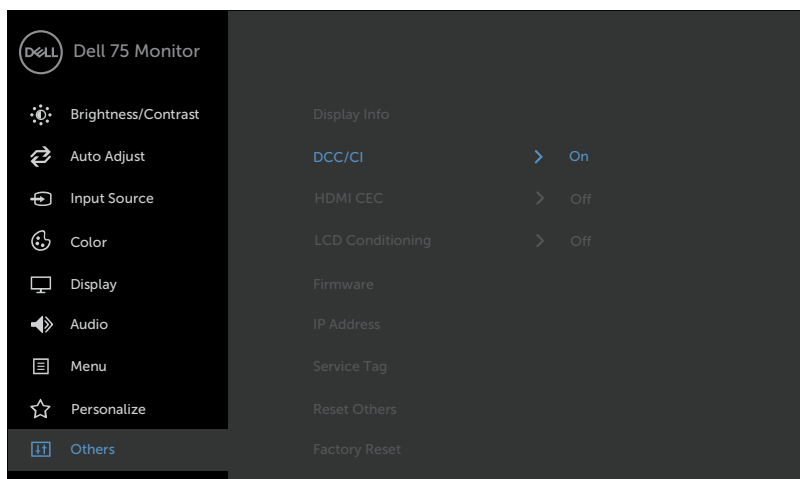 DELL Dell 75 Monitor
Brightness/Contrast
Display Info
Auto Adjust
DCC/CI On
Input Source
HDMI CEC Off
Color
LCD Conditioning Off
Display
Firmware
Audio
IP Address
Menu
Service Tag
Personalize
Reset Others
Others
Factory Reset